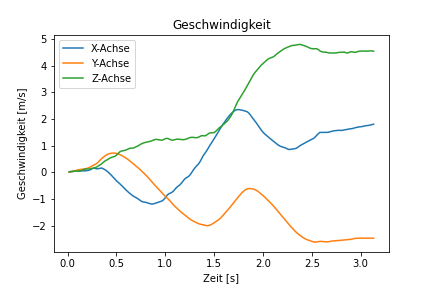 Geschwindigkeit
X-Achse
Y-Achse
Z-Achse
Geschwindigkeit [m/s]
5
4
3
2
1
0
−1
−2
0.0 0.5 1.0 1.5 2.0 2.5 3.0
Zeit [s]